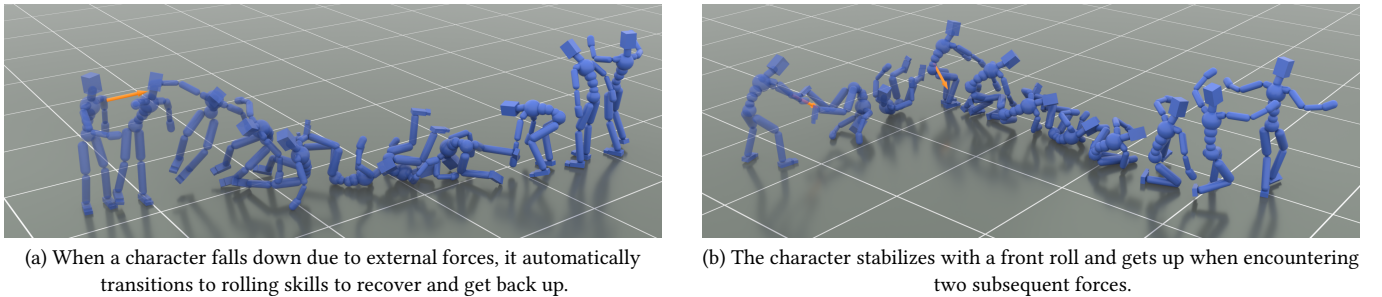 (a) When a character falls down due to external forces, it automatically
transitions to rolling skills to recover and get back up.
(b) The character stabilizes with a front roll and gets up when encountering
two subsequent forces.